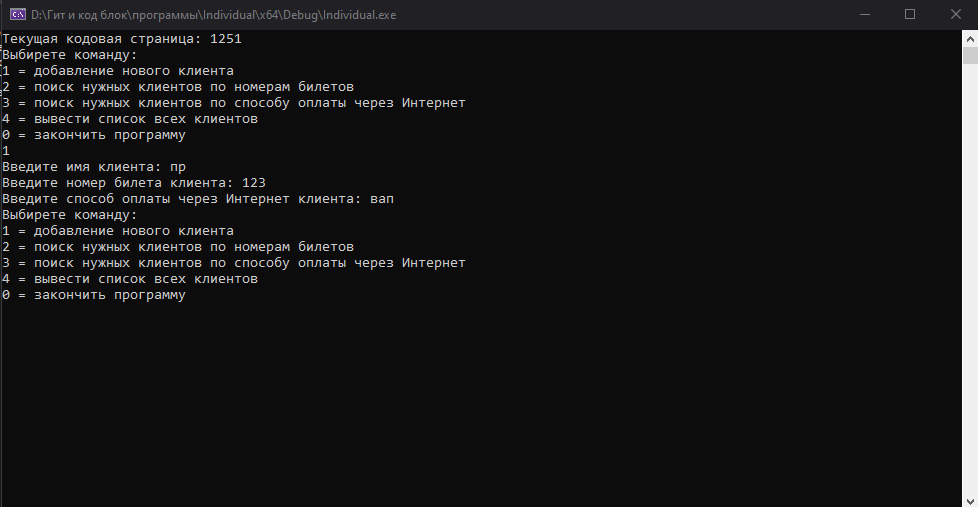 D:\Гит и код блок\программы\Individual\x64\Debug\Individual.exe
Текущая кодовая страница: 1251
Выбирете команду:
1 = добавление нового клиента
2 = поиск нужных клиентов по номерам билетов
3 = поиск нужных клиентов по способу оплаты через Интернет
4 = вывести список всех клиентов
0 = закончить программу
1
Введите имя клиента: пр
Введите номер билета клиента: 123
Введите способ оплаты через Интернет клиента: вап
Выбирете команду:
1 = добавление нового клиента
2 = поиск нужных клиентов по номерам билетов
3 = поиск нужных клиентов по способу оплаты через Интернет
4 = вывести список всех клиентов
0 = закончить программу